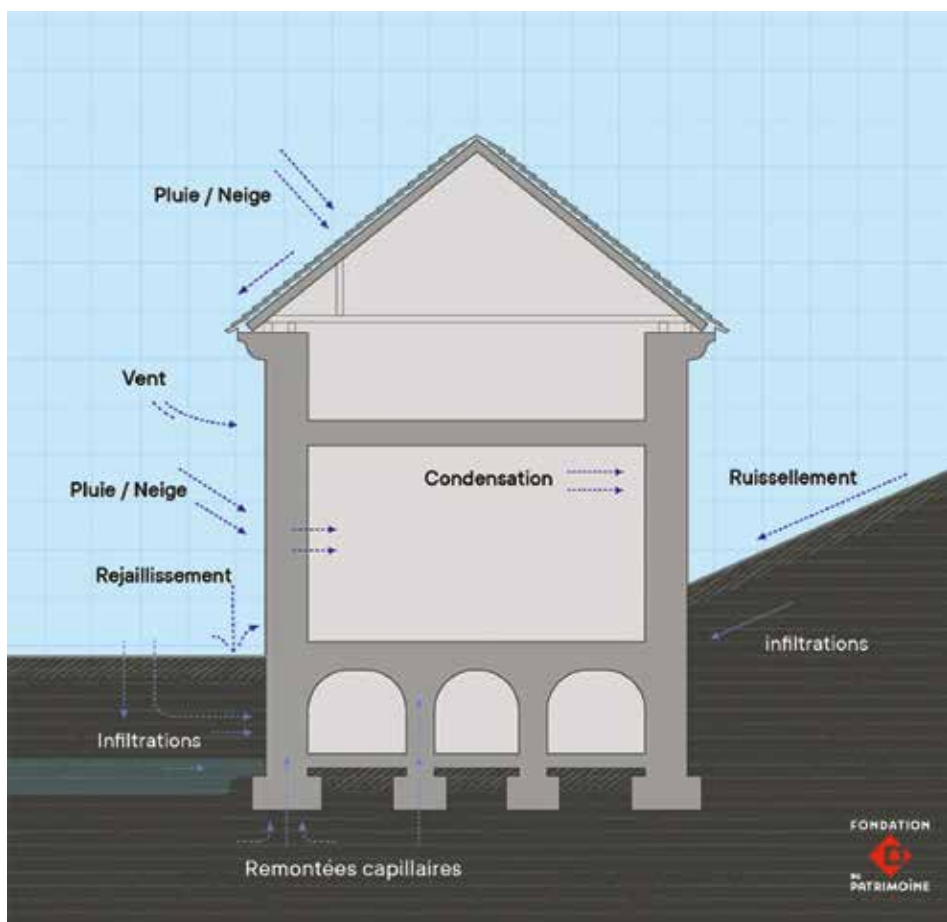 Pluie / Neige
Vent
Condensation
Ruissellement
Pluie / Neige
Rejaillissement
infiltrations
Infiltrations
Remontées capillaires
FONDATION
DU
PATRIMOINE